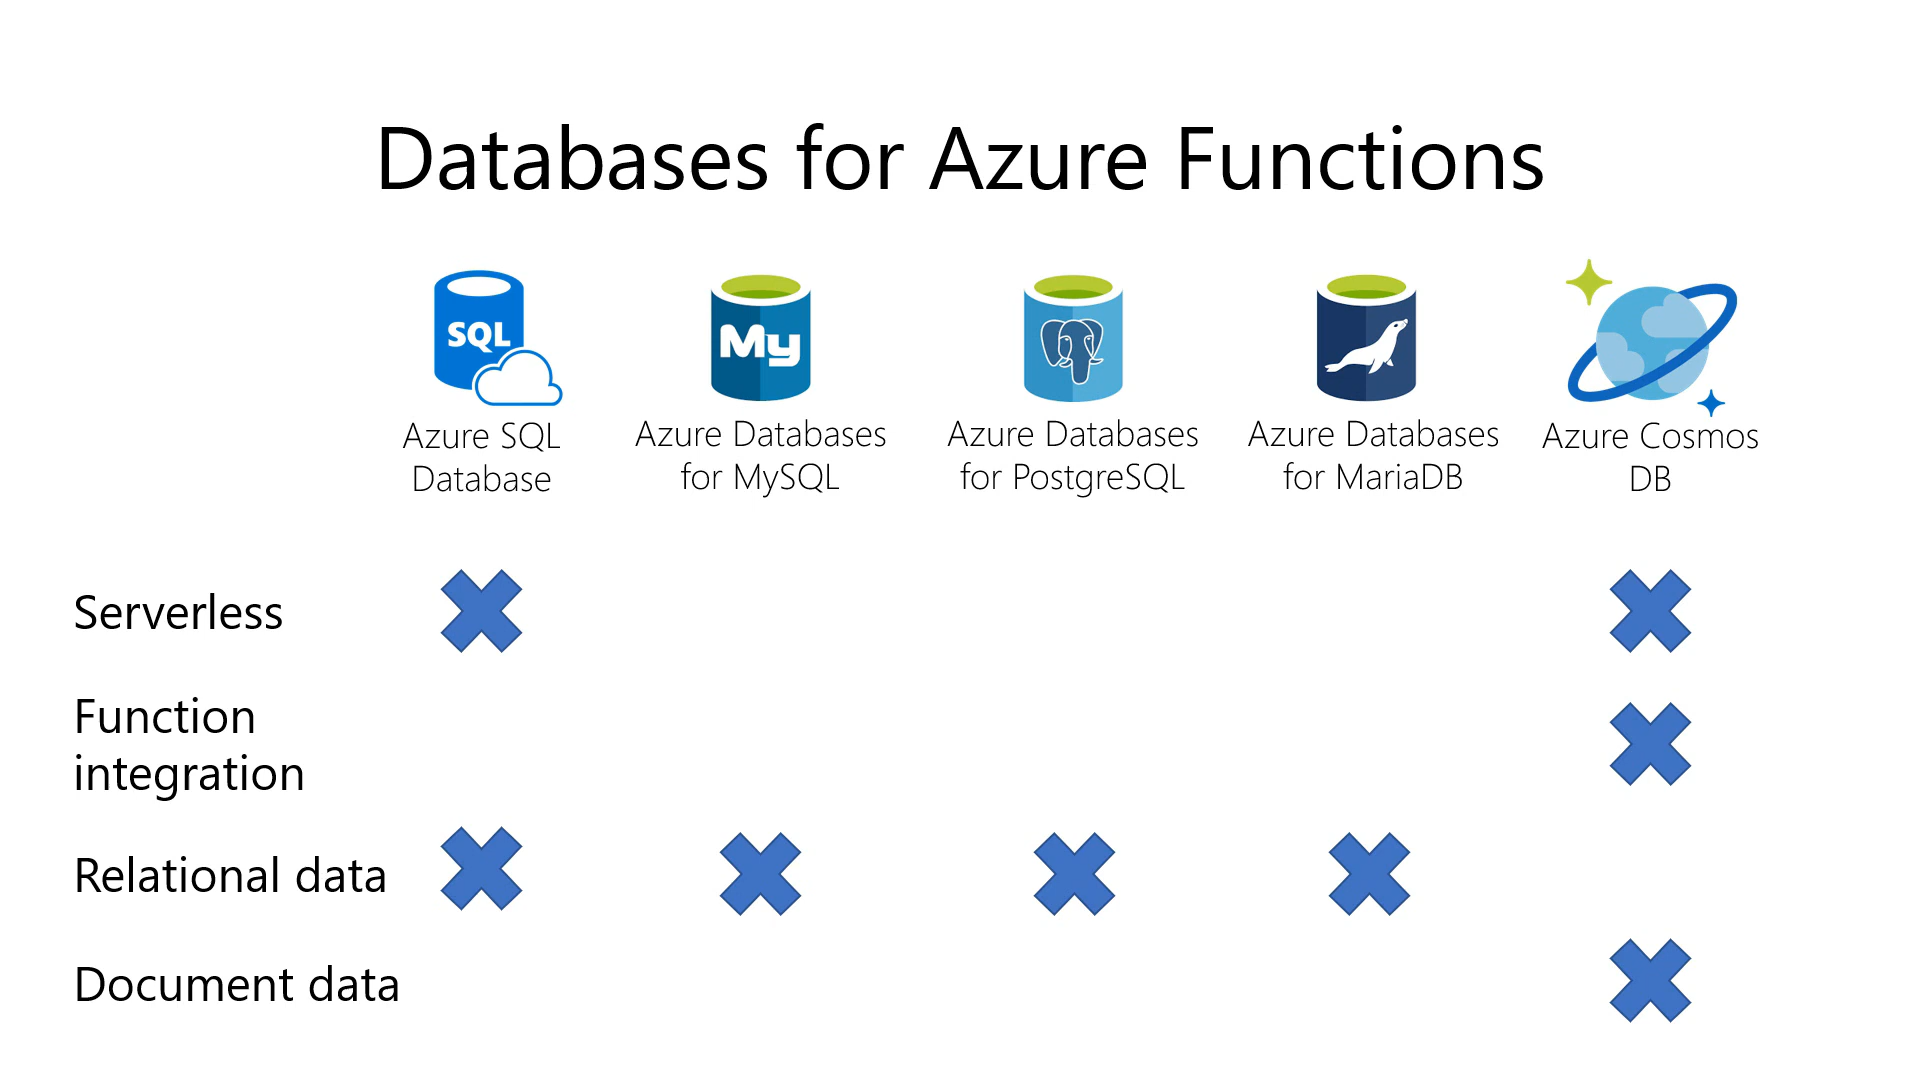 Databases for Azure Functions
SQL
My
Azure SQL
Database
Azure Databases
for MySQL
Azure Databases
for PostgreSQL
Azure Databases
for MariaDB
Azure Cosmos
DB
Serverless
Function
integration
Relational data
Document data